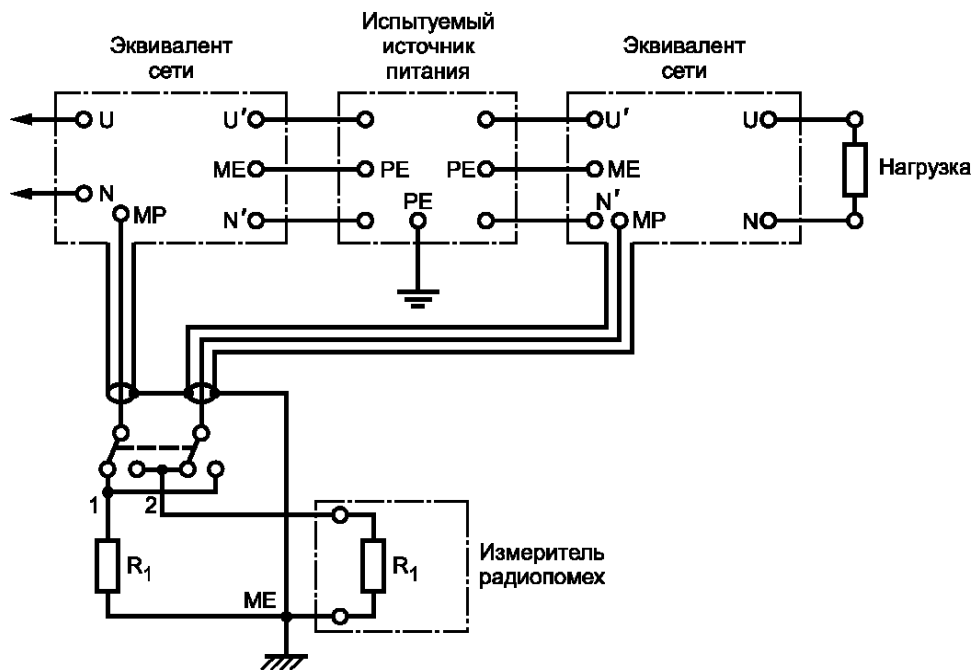 Эквивалент
сети
Испытуемый
источник
питания
Эквивалент
сети
U U′ U′ U
ME PE PE ME
Нагрузка
N MP N′ PE N′ MP N
1 2
R1 R1
Измеритель
радиопомех
ME